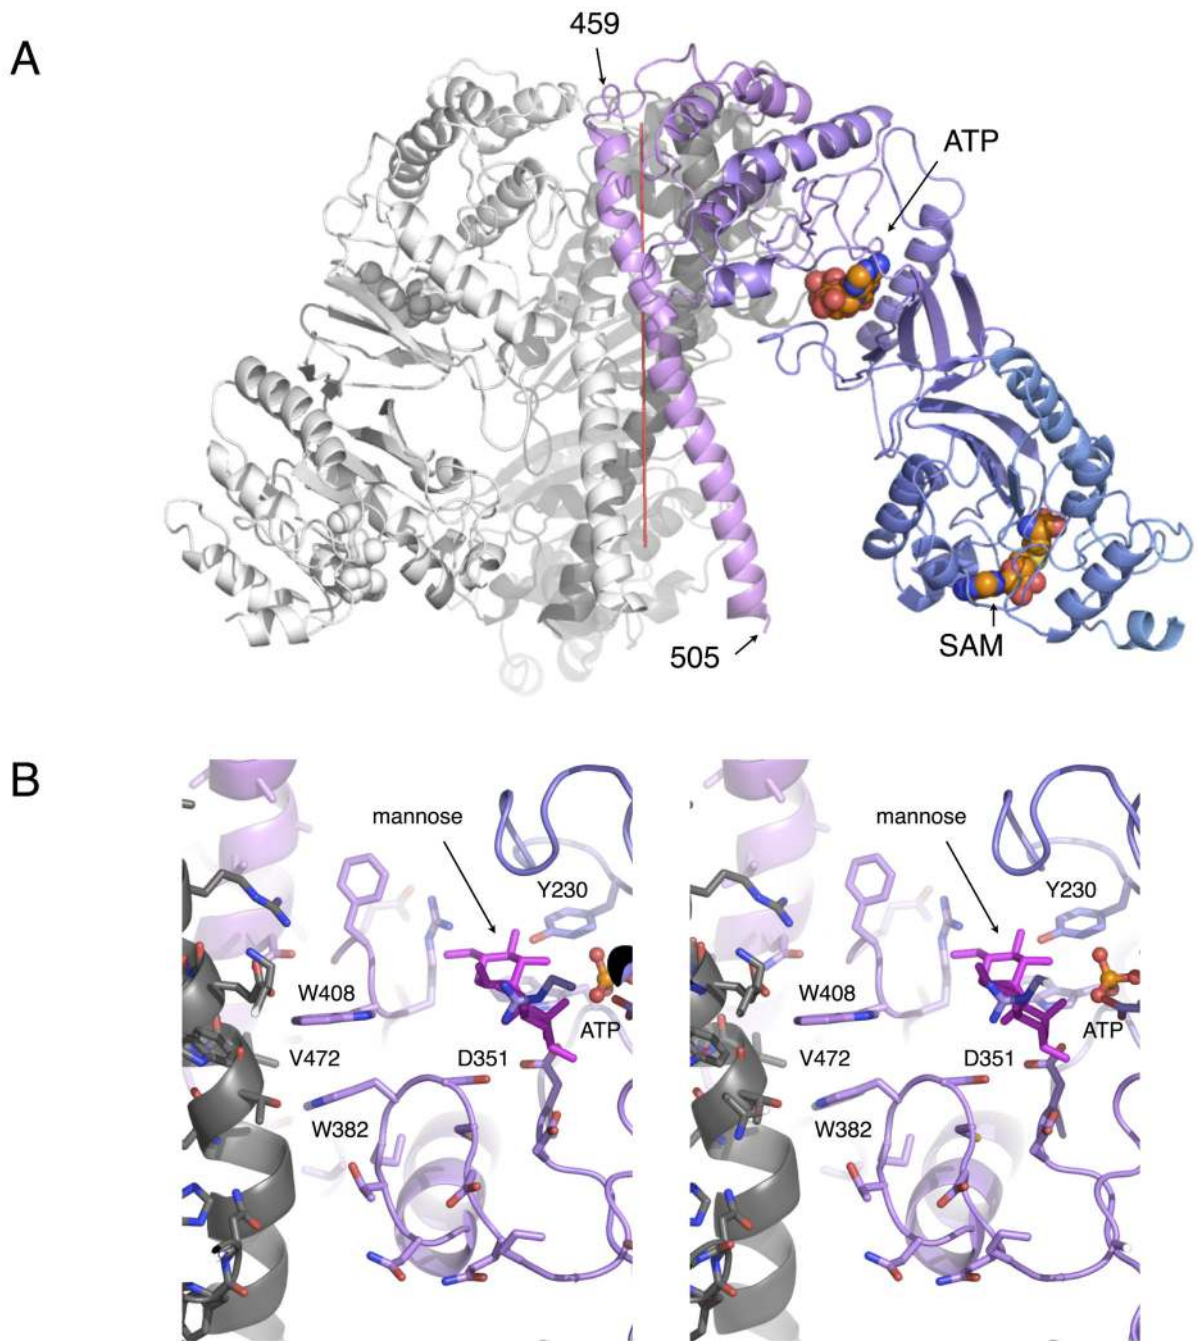 A
459
ATP
505
SAM
B
mannose
Y230
W408
ATP
V472
D351
W382
mannose
Y230
W408
ATP
V472
D351
W382